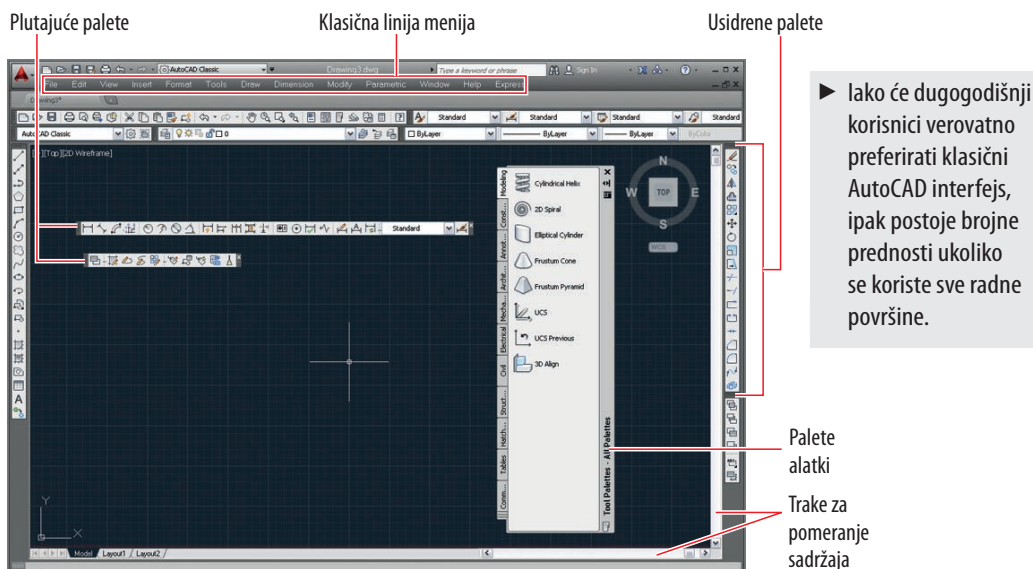 Plutajuće palete
Klasična linija menija
Usidrene palete
AutoCAD Classic
Drawing3.dwg
Type a keyword or phrase
Sign In
File Edit View Insert Format Tools Draw Dimension Modify Parametric Window Help Express
Drawing3*
Standard Standard Standard Standard
AutoCAD Classic
0
ByLayer ByLayer ByLayer ByColor
[Top][2D Wireframe]
N
W TOP E
S
WCS
Standard
Modeling
Const...
Annot...
Archit...
Mecha...
Electrical
Civil
Struct...
Hatch...
Tables
Comm...
Cylindrical Helix
2D Spiral
Elliptical Cylinder
Frustum Cone
Frustum Pyramid
UCS
UCS Previous
3D Align
Tool Palettes - All Palettes
A
Y
X
Model Layout1 Layout2
► Iako će dugogodišnji
korisnici verovatno
preferirati klasični
AutoCAD interfejs,
ipak postoje brojne
prednosti ukoliko
se koriste sve radne
površine.
Palete
alatki
Trake za
pomeranje
sadržaja